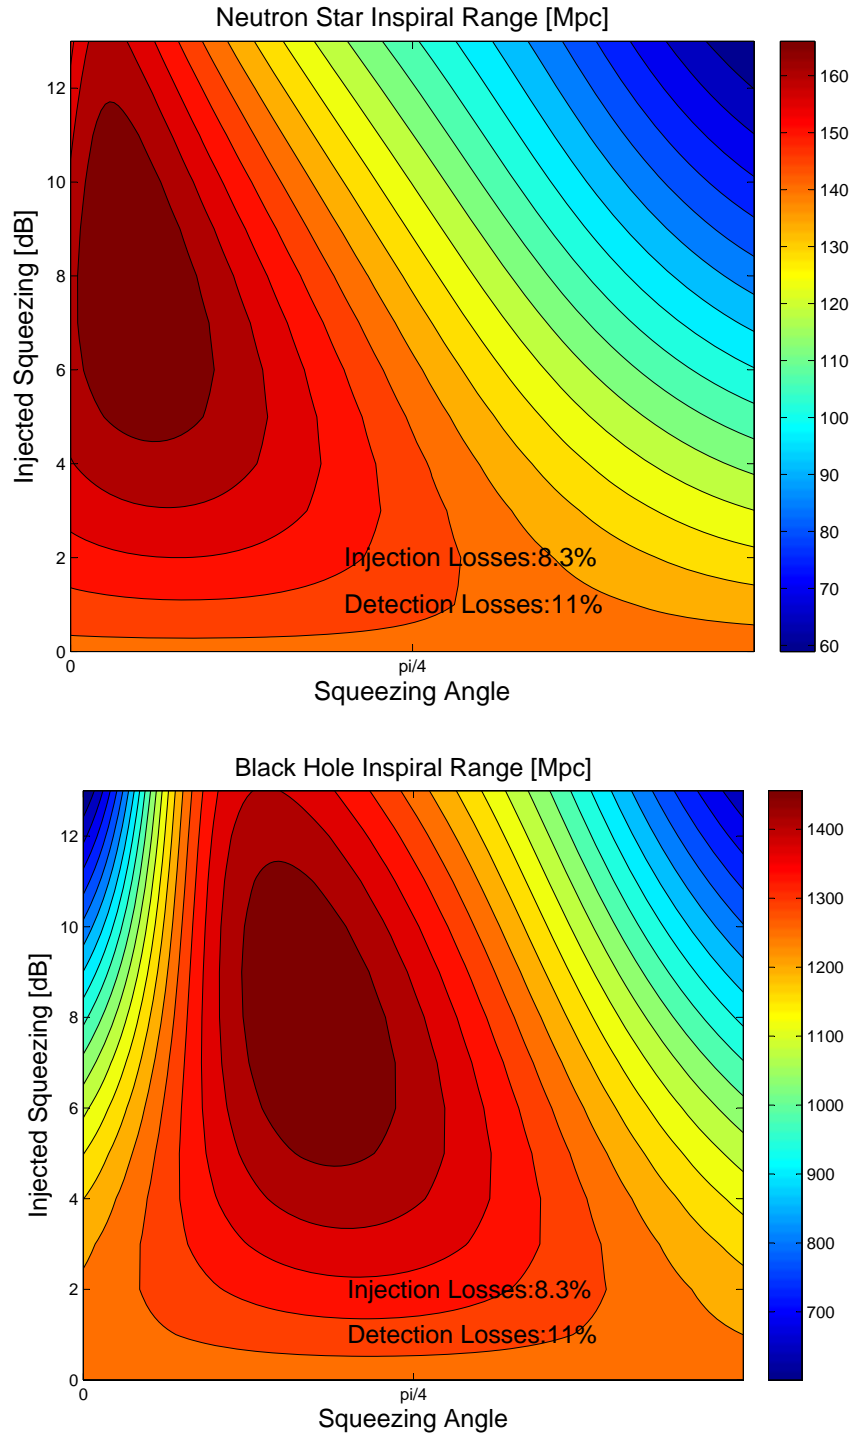 Neutron Star Inspiral Range [Mpc]
12
10
8
6
4
2
0
Injected Squeezing [dB]
Injection Losses:8.3%
Detection Losses:11%
0
pi/4
Squeezing Angle
160
150
140
130
120
110
100
90
80
70
60
Black Hole Inspiral Range [Mpc]
12
10
8
6
4
2
0
Injected Squeezing [dB]
Injection Losses:8.3%
Detection Losses:11%
0
pi/4
Squeezing Angle
1400
1300
1200
1100
1000
900
800
700